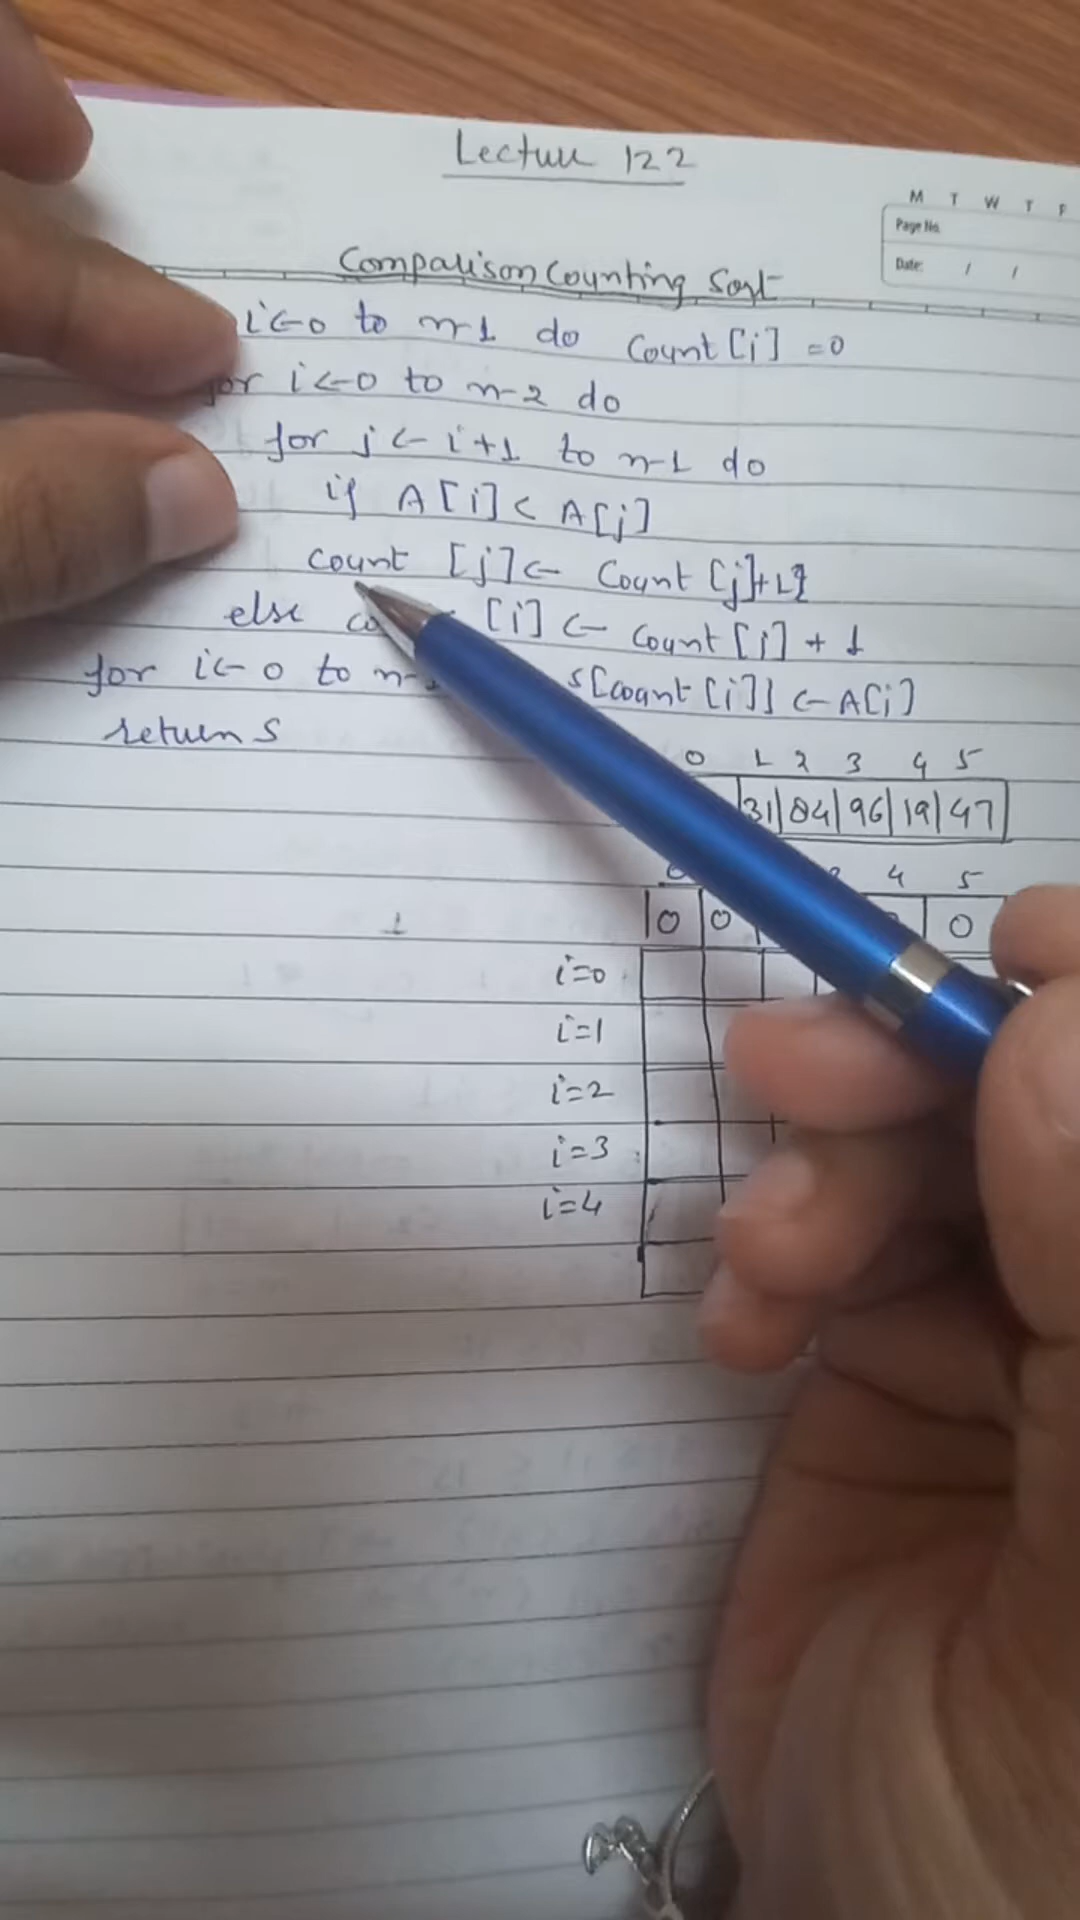 Lecture 122
M T W T F
Page No.
Date: / /
Comparison Counting Sort
i<-0 to n-1 do Count[i] =0
for i<-0 to n-2 do
for j<-i+1 to n-1 do
if A[i]< A[j]
count [j]<- Count[j]+1}
else co [i] <- count[i] + 1
for i<-0 to n- s[count[i]] <-A[i]
return S
0 1 2 3 4 5
31 84 96 19 47
4 5
0 0 0
i=0
i=1
i=2
i=3
i=4